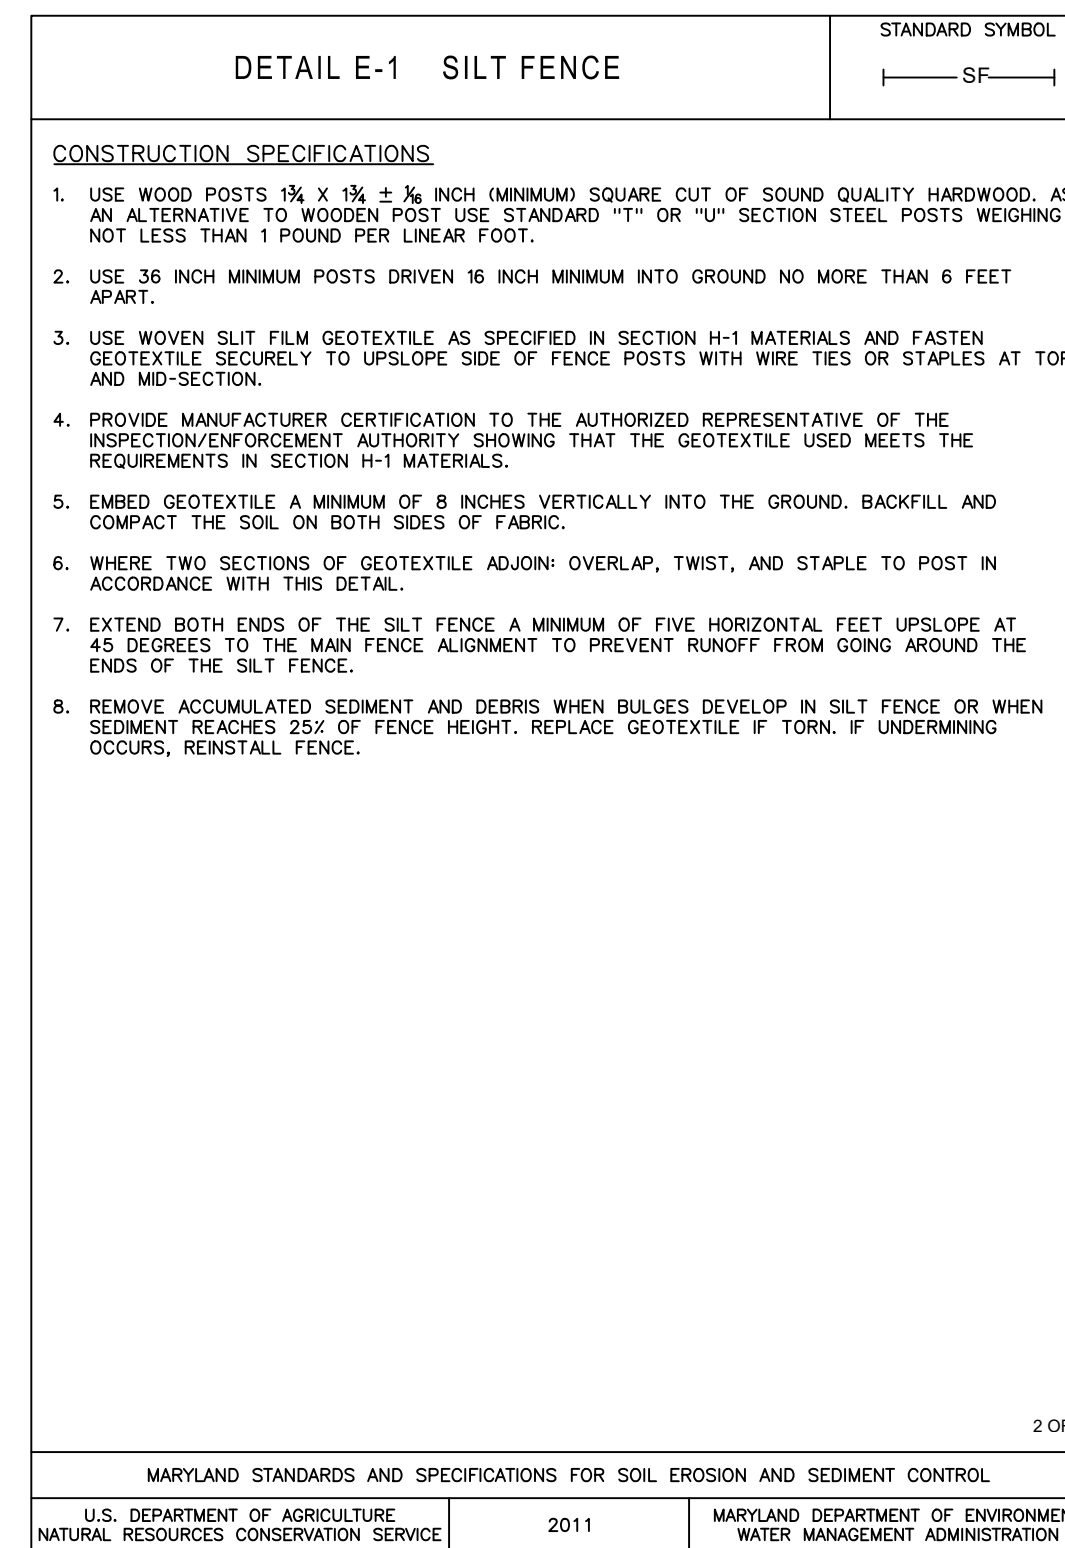 STANDARD SYMBOL
DETAIL E-1 SILT FENCE
SF
CONSTRUCTION SPECIFICATIONS
1. USE WOOD POSTS 1¾ X 1¾ ± 1⁄16 INCH (MINIMUM) SQUARE CUT OF SOUND QUALITY HARDWOOD. AS
AN ALTERNATIVE TO WOODEN POST USE STANDARD "T" OR "U" SECTION STEEL POSTS WEIGHING
NOT LESS THAN 1 POUND PER LINEAR FOOT.
2. USE 36 INCH MINIMUM POSTS DRIVEN 16 INCH MINIMUM INTO GROUND NO MORE THAN 6 FEET
APART.
3. USE WOVEN SLIT FILM GEOTEXTILE AS SPECIFIED IN SECTION H-1 MATERIALS AND FASTEN
GEOTEXTILE SECURELY TO UPSLOPE SIDE OF FENCE POSTS WITH WIRE TIES OR STAPLES AT TOP
AND MID-SECTION.
4. PROVIDE MANUFACTURER CERTIFICATION TO THE AUTHORIZED REPRESENTATIVE OF THE
INSPECTION/ENFORCEMENT AUTHORITY SHOWING THAT THE GEOTEXTILE USED MEETS THE
REQUIREMENTS IN SECTION H-1 MATERIALS.
5. EMBED GEOTEXTILE A MINIMUM OF 8 INCHES VERTICALLY INTO THE GROUND. BACKFILL AND
COMPACT THE SOIL ON BOTH SIDES OF FABRIC.
6. WHERE TWO SECTIONS OF GEOTEXTILE ADJOIN: OVERLAP, TWIST, AND STAPLE TO POST IN
ACCORDANCE WITH THIS DETAIL.
7. EXTEND BOTH ENDS OF THE SILT FENCE A MINIMUM OF FIVE HORIZONTAL FEET UPSLOPE AT
45 DEGREES TO THE MAIN FENCE ALIGNMENT TO PREVENT RUNOFF FROM GOING AROUND THE
ENDS OF THE SILT FENCE.
8. REMOVE ACCUMULATED SEDIMENT AND DEBRIS WHEN BULGES DEVELOP IN SILT FENCE OR WHEN
SEDIMENT REACHES 25% OF FENCE HEIGHT. REPLACE GEOTEXTILE IF TORN. IF UNDERMINING
OCCURS, REINSTALL FENCE.
2 OF
MARYLAND STANDARDS AND SPECIFICATIONS FOR SOIL EROSION AND SEDIMENT CONTROL
U.S. DEPARTMENT OF AGRICULTURE
NATURAL RESOURCES CONSERVATION SERVICE
2011
MARYLAND DEPARTMENT OF ENVIRONMEN
WATER MANAGEMENT ADMINISTRATION